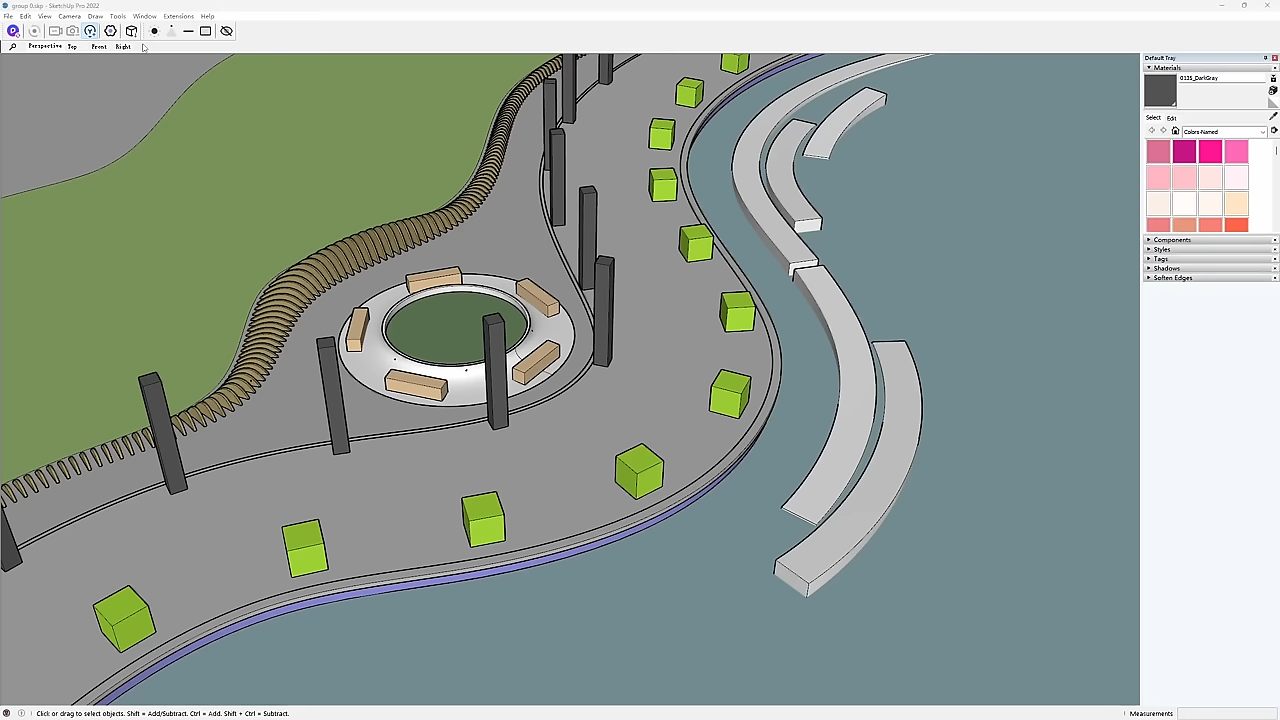 group 0.skp - SketchUp Pro 2022
File Edit View Camera Draw Tools Window Extensions Help
Perspective Top Front Right
Default Tray
Materials
0135_DarkGray
Select Edit
Colors-Named
Components
Styles
Tags
Shadows
Soften Edges
Click or drag to select objects. Shift = Add/Subtract. Ctrl = Add. Shift + Ctrl = Subtract.
Measurements